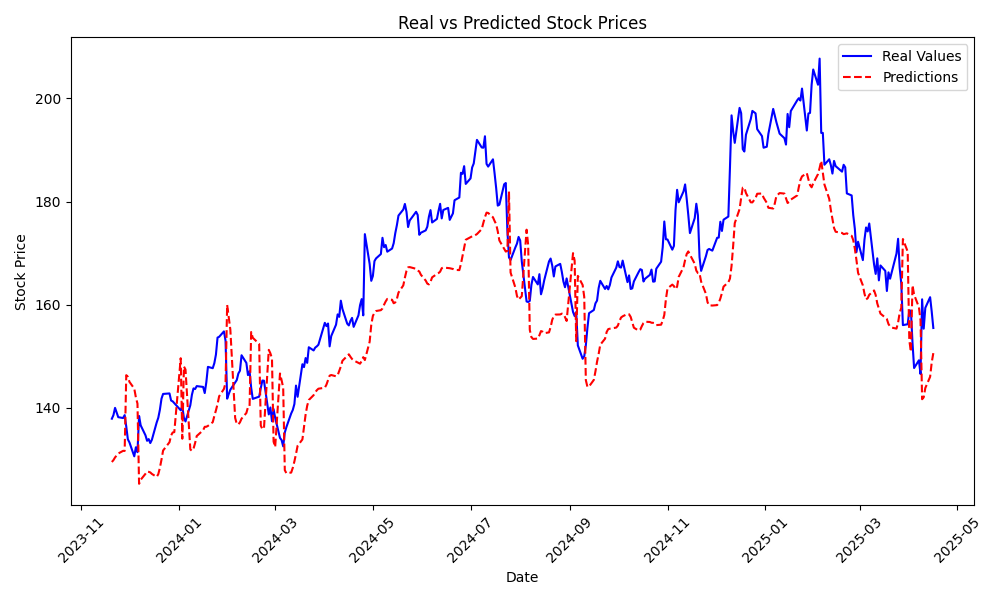 Real vs Predicted Stock Prices
Real Values
Predictions
Stock Price
200
180
160
140
2023-11
2024-01
2024-03
2024-05
2024-07
2024-09
2024-11
2025-01
2025-03
2025-05
Date